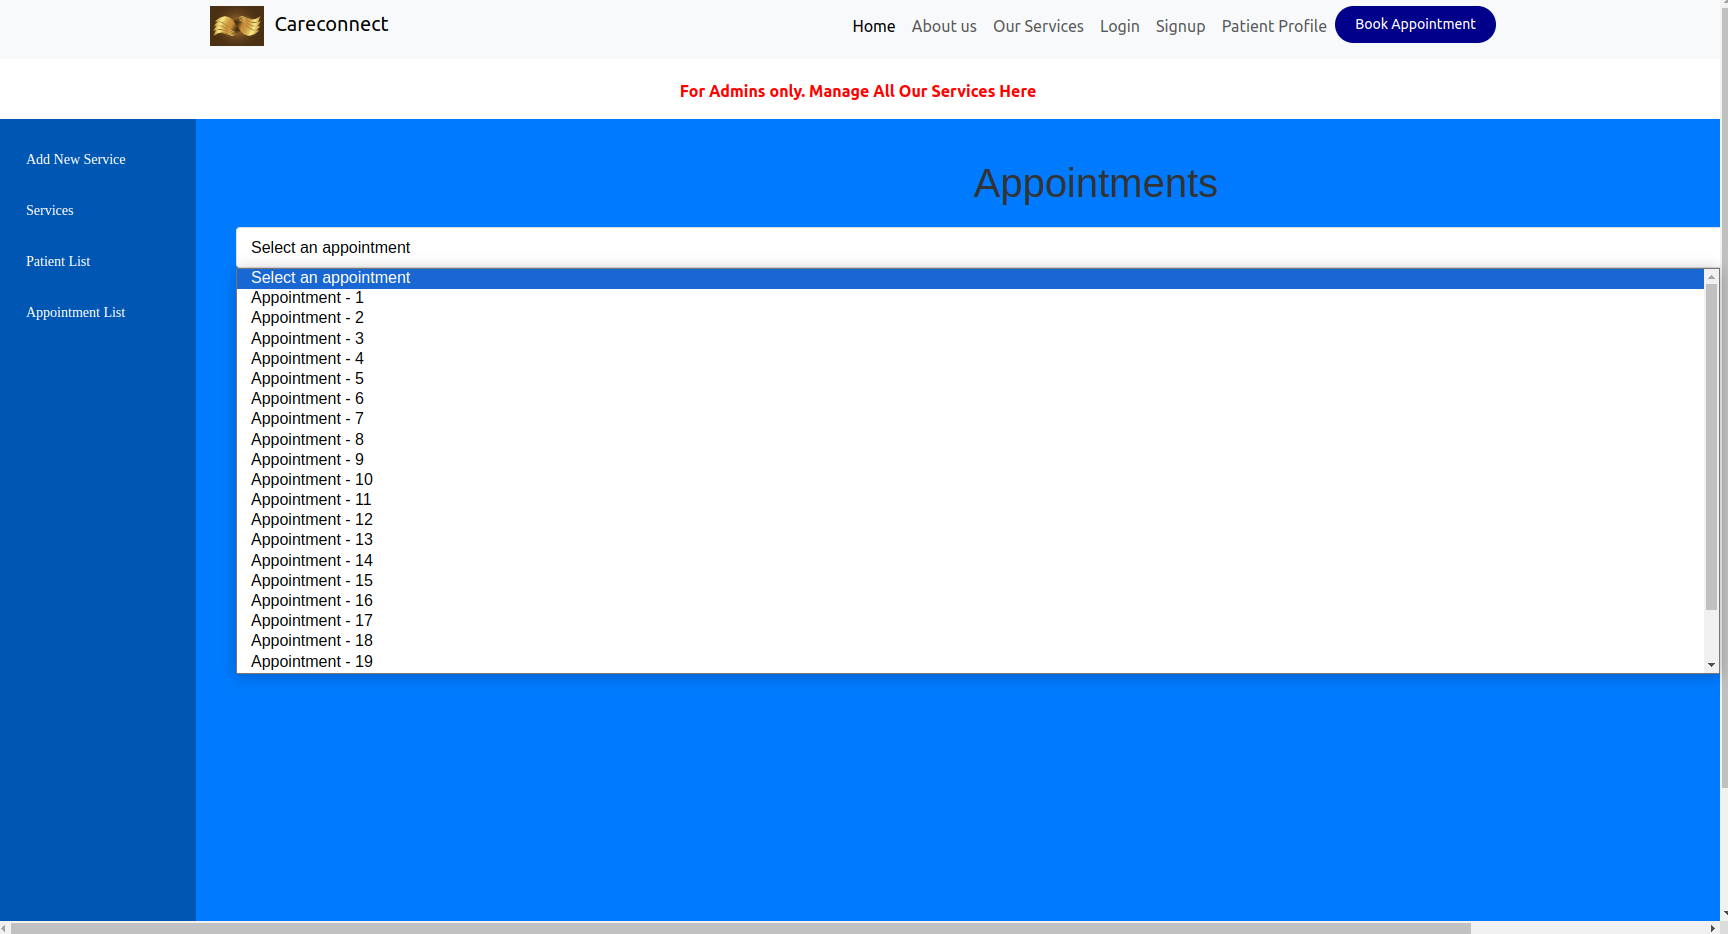 Careconnect
Home About us Our Services Login Signup Patient Profile Book Appointment
For Admins only. Manage All Our Services Here
Add New Service
Services
Patient List
Appointment List
Appointments
Select an appointment
Select an appointment
Appointment - 1
Appointment - 2
Appointment - 3
Appointment - 4
Appointment - 5
Appointment - 6
Appointment - 7
Appointment - 8
Appointment - 9
Appointment - 10
Appointment - 11
Appointment - 12
Appointment - 13
Appointment - 14
Appointment - 15
Appointment - 16
Appointment - 17
Appointment - 18
Appointment - 19